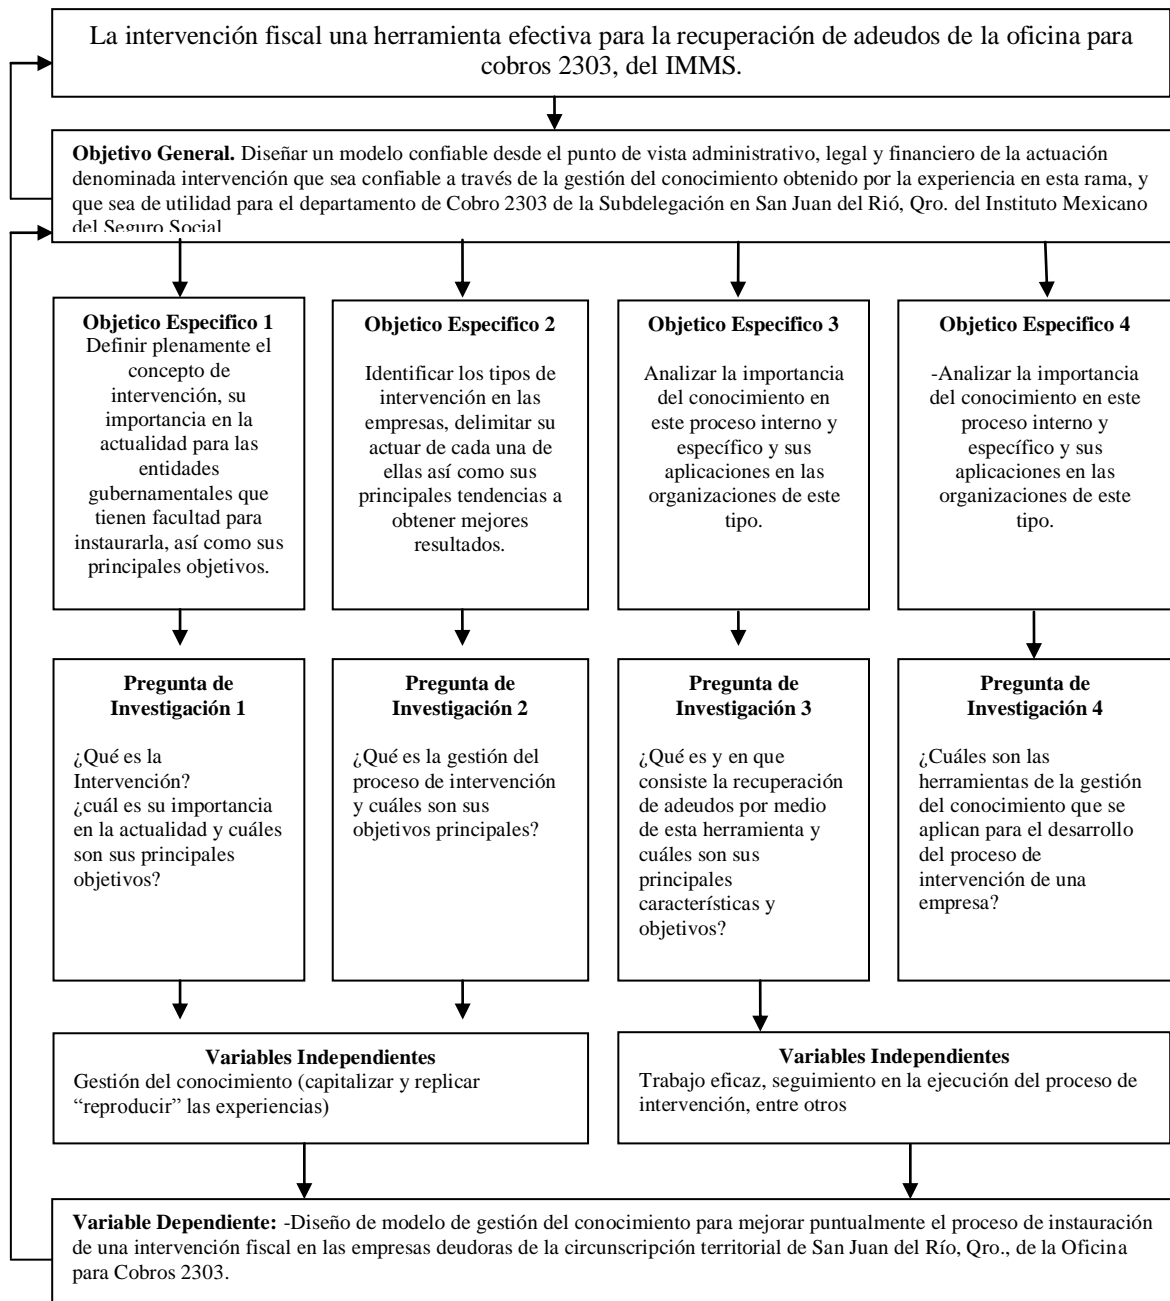 La intervención fiscal una herramienta efectiva para la recuperación de adeudos de la oficina para
cobros 2303, del IMMS.
Objetivo General. Diseñar un modelo confiable desde el punto de vista administrativo, legal y financiero de la actuación
denominada intervención que sea confiable a través de la gestión del conocimiento obtenido por la experiencia en esta rama, y
que sea de utilidad para el departamento de Cobro 2303 de la Subdelegación en San Juan del Rió, Qro. del Instituto Mexicano
del Seguro Social
Objetico Especifico 1
Definir plenamente el
concepto de
intervención, su
importancia en la
actualidad para las
entidades
gubernamentales que
tienen facultad para
instaurarla, así como sus
principales objetivos.
Objetico Especifico 2
Identificar los tipos de
intervención en las
empresas, delimitar su
actuar de cada una de
ellas así como sus
principales tendencias a
obtener mejores
resultados.
Objetico Especifico 3
Analizar la importancia
del conocimiento en
este proceso interno y
específico y sus
aplicaciones en las
organizaciones de este
tipo.
Objetico Especifico 4
-Analizar la importancia
del conocimiento en este
proceso interno y
específico y sus
aplicaciones en las
organizaciones de este
tipo.
Pregunta de
Investigación 1
¿Qué es la
Intervención?
¿cuál es su importancia
en la actualidad y cuáles
son sus principales
objetivos?
Pregunta de
Investigación 2
¿Qué es la gestión del
proceso de intervención
y cuáles son sus
objetivos principales?
Pregunta de
Investigación 3
¿Qué es y en que
consiste la recuperación
de adeudos por medio
de esta herramienta y
cuáles son sus
principales
características y
objetivos?
Pregunta de
Investigación 4
¿Cuáles son las
herramientas de la gestión
del conocimiento que se
aplican para el desarrollo
del proceso de
intervención de una
empresa?
Variables Independientes
Gestión del conocimiento (capitalizar y replicar
“reproducir” las experiencias)
Variables Independientes
Trabajo eficaz, seguimiento en la ejecución del proceso de
intervención, entre otros
Variable Dependiente: -Diseño de modelo de gestión del conocimiento para mejorar puntualmente el proceso de instauración
de una intervención fiscal en las empresas deudoras de la circunscripción territorial de San Juan del Río, Qro., de la Oficina
para Cobros 2303.